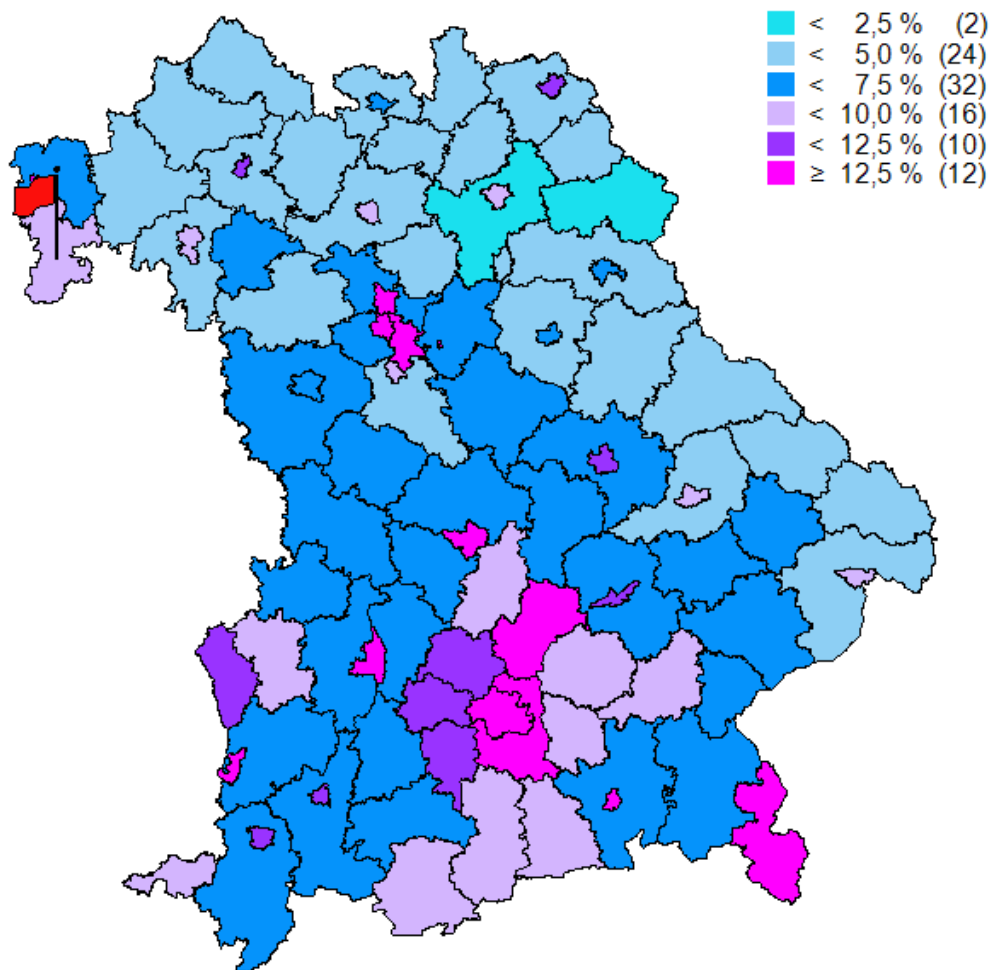 < 2,5 % (2)
< 5,0 % (24)
< 7,5 % (32)
< 10,0 % (16)
< 12,5 % (10)
≥ 12,5 % (12)